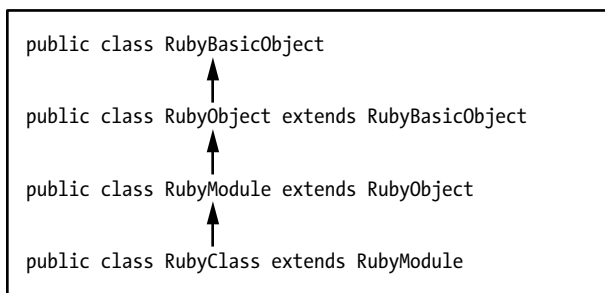 public class RubyBasicObject
public class RubyObject extends RubyBasicObject
public class RubyModule extends RubyObject
public class RubyClass extends RubyModule